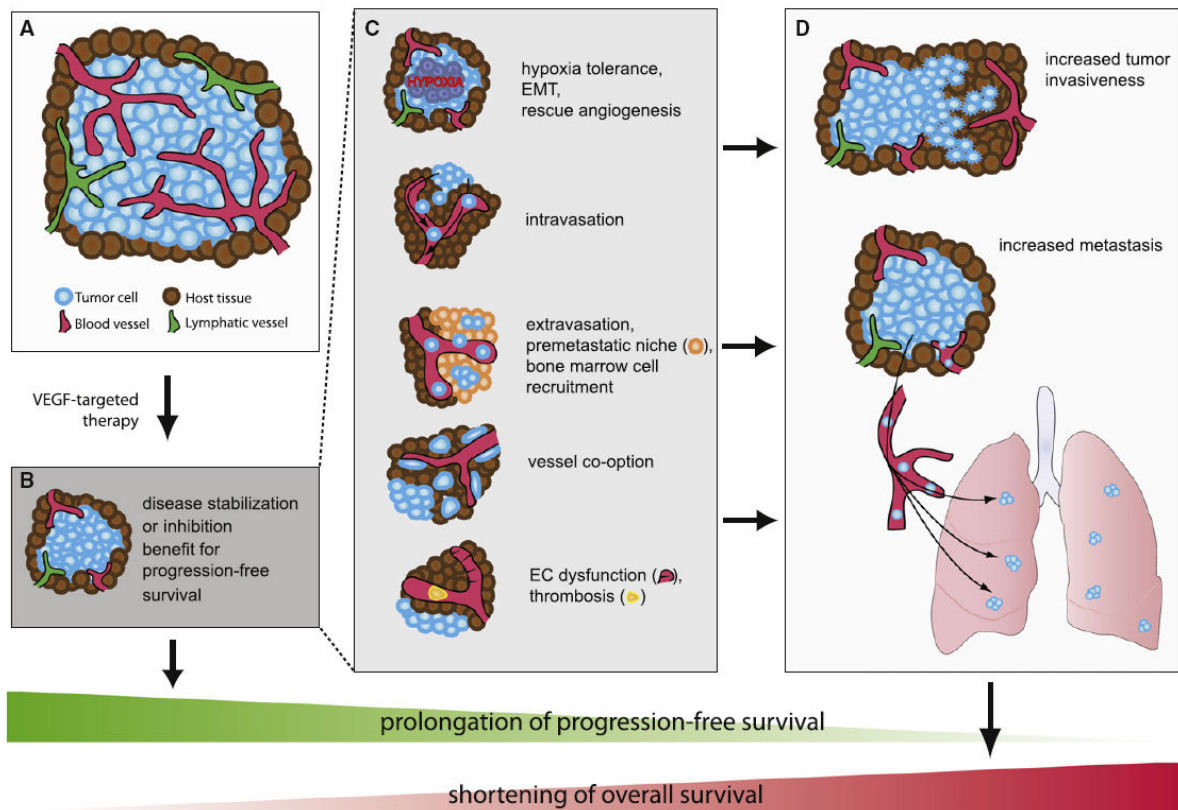 A
Tumor cell
Host tissue
Blood vessel
Lymphatic vessel
VEGF-targeted
therapy
B
disease stabilization
or inhibition
benefit for
progression-free
survival
C
HYPOXIA
hypoxia tolerance,
EMT,
rescue angiogenesis
intravasation
extravasation,
premetastatic niche ( ),
bone marrow cell
recruitment
vessel co-option
EC dysfunction ( ),
thrombosis ( )
D
increased tumor
invasiveness
increased metastasis
prolongation of progression-free survival
shortening of overall survival